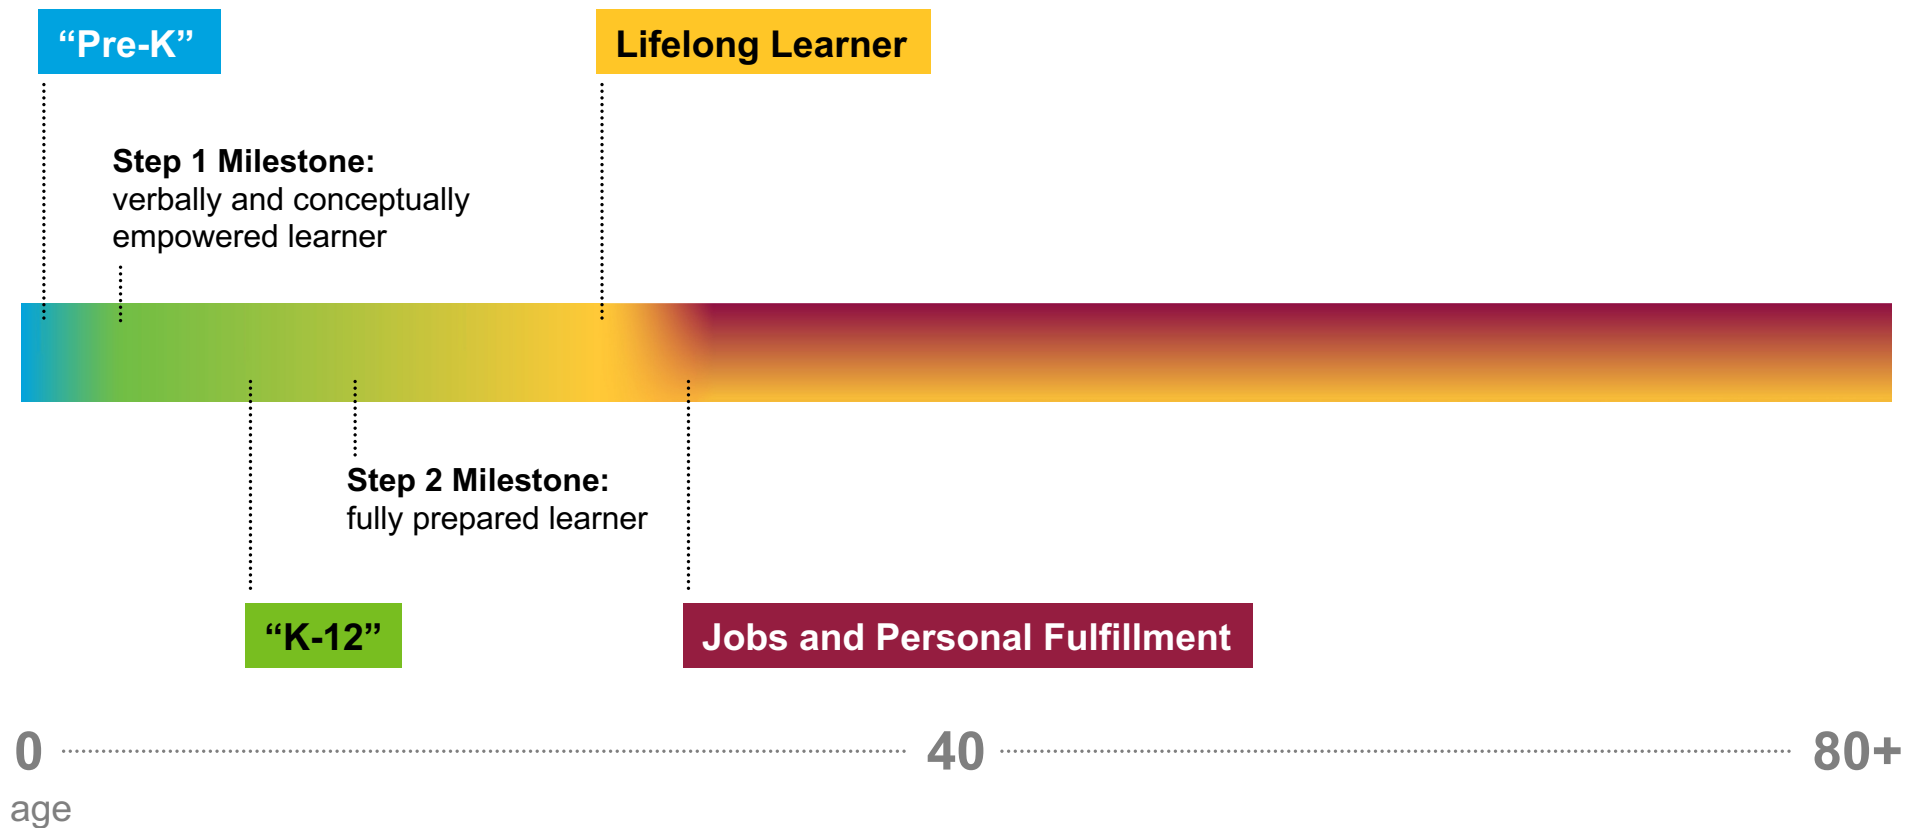 “Pre-K”
Lifelong Learner
Step 1 Milestone:
verbally and conceptually
empowered learner
Step 2 Milestone:
fully prepared learner
“K-12”
Jobs and Personal Fulfillment
0
40
80+
age